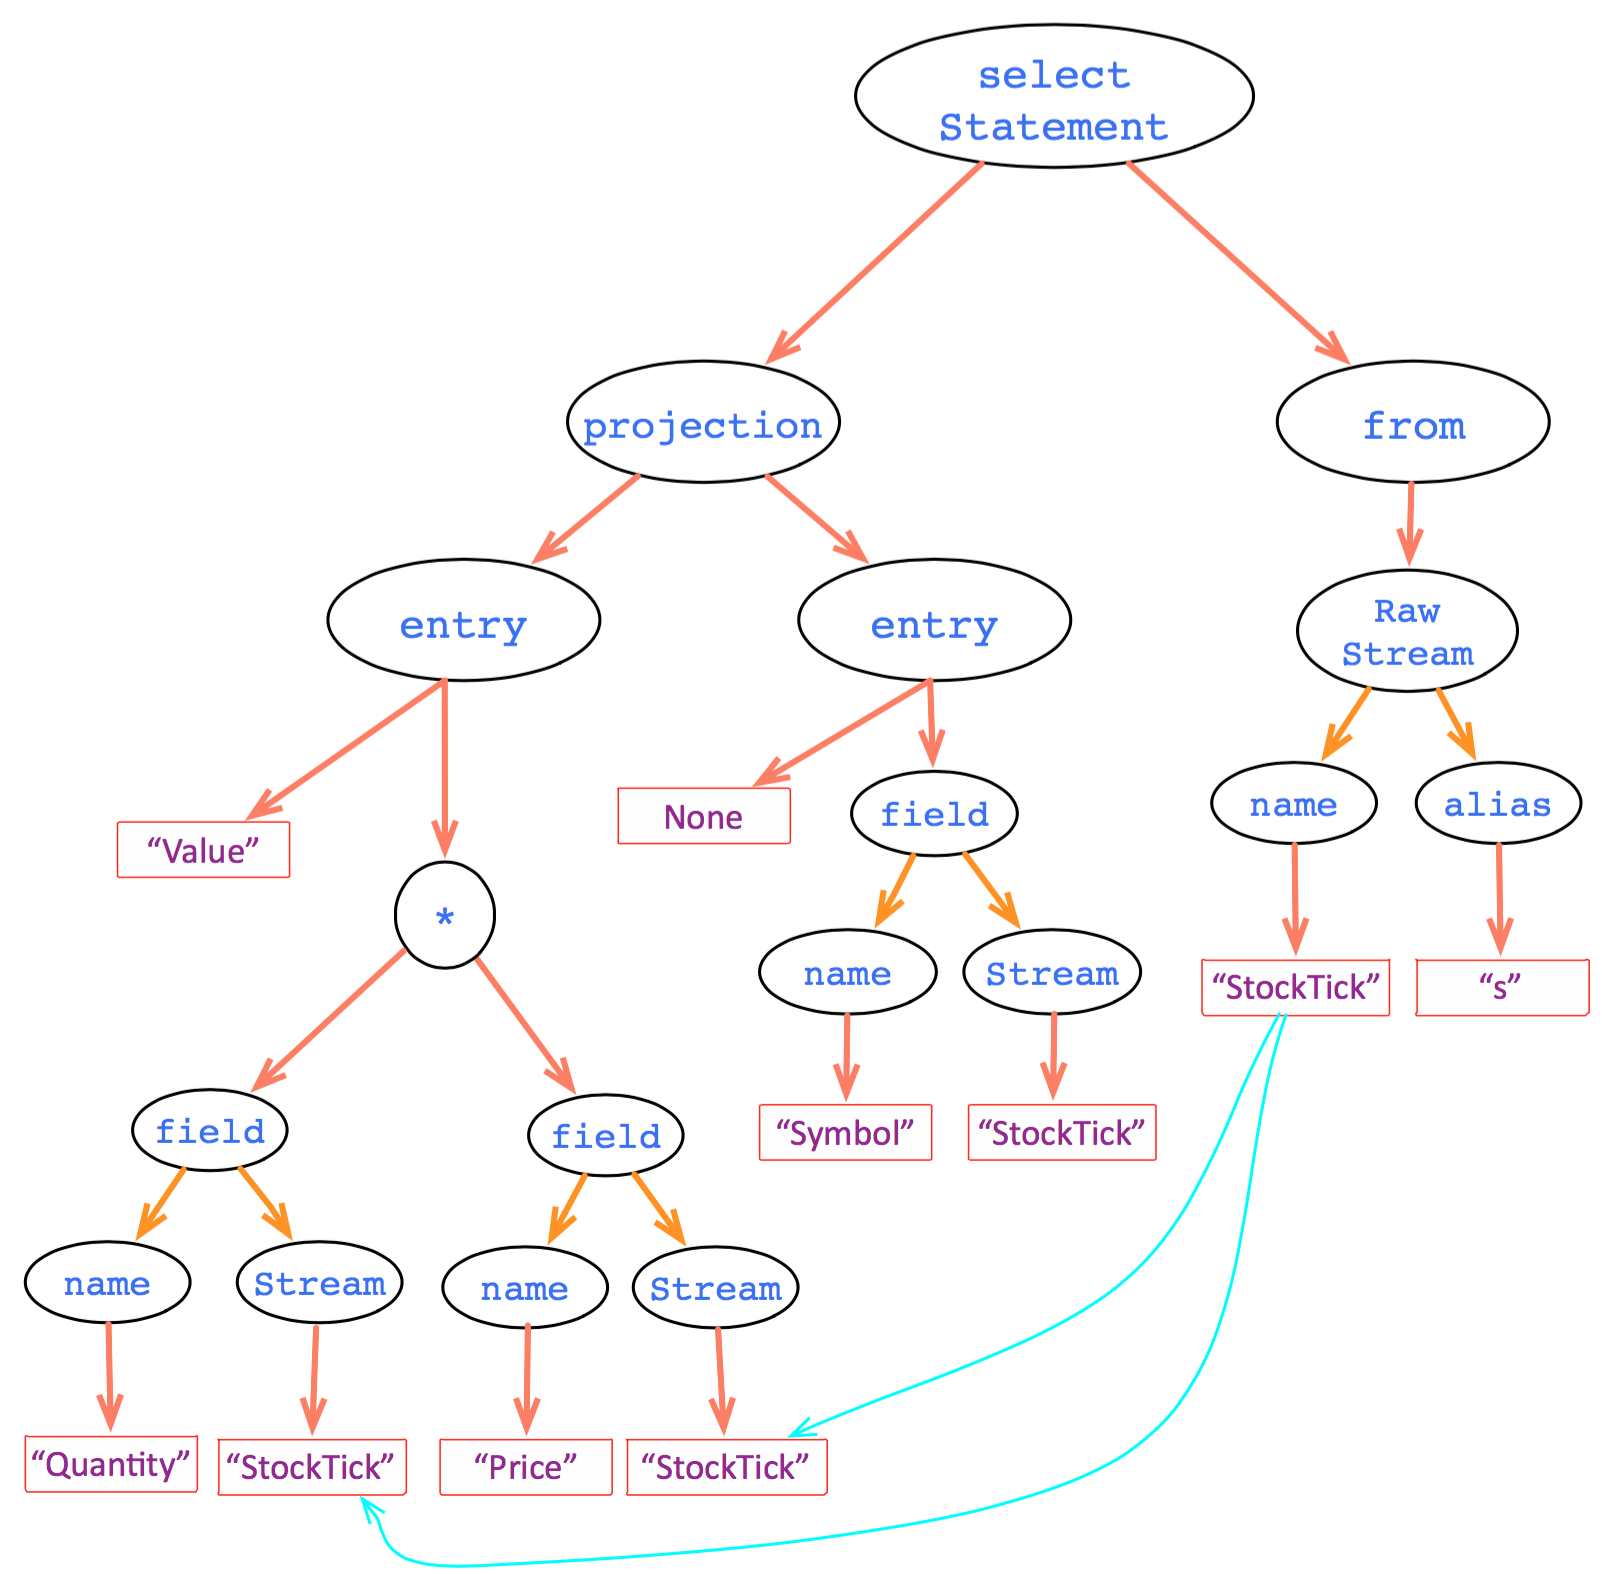 select
Statement
projection
from
entry
entry
Raw
Stream
“Value”
None
field
name
alias
*
name
Stream
“StockTick”
“s”
field
field
“Symbol”
“StockTick”
name
Stream
name
Stream
“Quantity”
“StockTick”
“Price”
“StockTick”